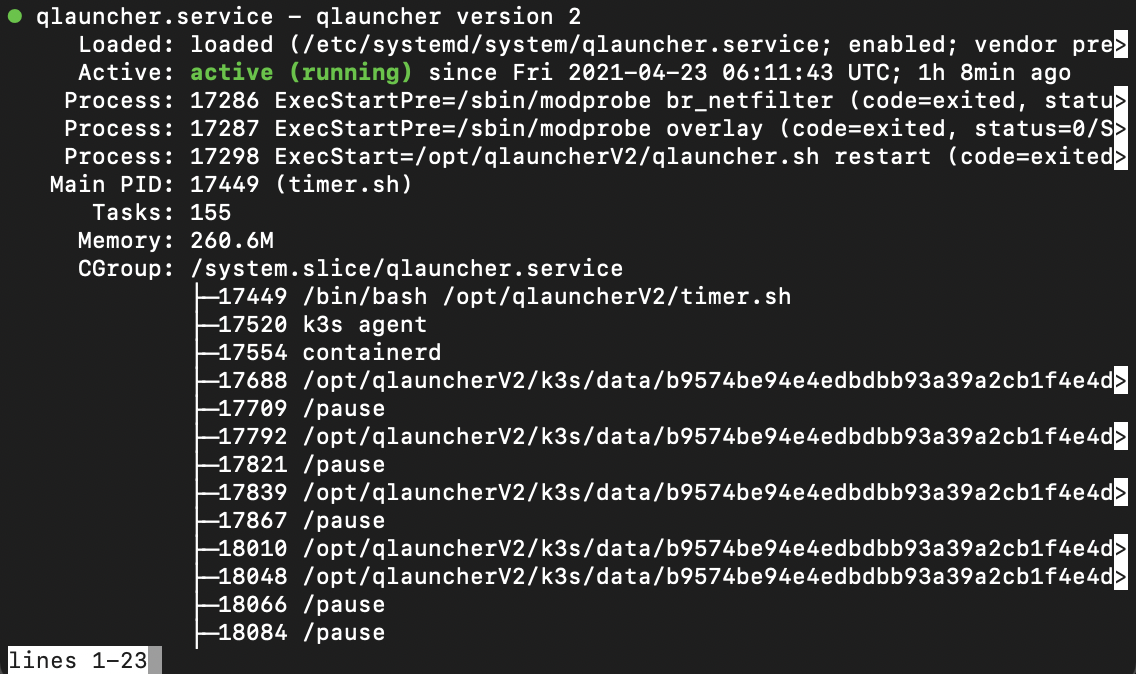 ● qlauncher.service - qlauncher version 2
     Loaded: loaded (/etc/systemd/system/qlauncher.service; enabled; vendor pre>
     Active: active (running) since Fri 2021-04-23 06:11:43 UTC; 1h 8min ago
    Process: 17286 ExecStartPre=/sbin/modprobe br_netfilter (code=exited, statu>
    Process: 17287 ExecStartPre=/sbin/modprobe overlay (code=exited, status=0/S>
    Process: 17298 ExecStart=/opt/qlauncherV2/qlauncher.sh restart (code=exited>
   Main PID: 17449 (timer.sh)
      Tasks: 155
     Memory: 260.6M
     CGroup: /system.slice/qlauncher.service
             ├─17449 /bin/bash /opt/qlauncherV2/timer.sh
             ├─17520 k3s agent
             ├─17554 containerd
             ├─17688 /opt/qlauncherV2/k3s/data/b9574be94e4edbdbb93a39a2cb1f4e4d>
             ├─17709 /pause
             ├─17792 /opt/qlauncherV2/k3s/data/b9574be94e4edbdbb93a39a2cb1f4e4d>
             ├─17821 /pause
             ├─17839 /opt/qlauncherV2/k3s/data/b9574be94e4edbdbb93a39a2cb1f4e4d>
             ├─17867 /pause
             ├─18010 /opt/qlauncherV2/k3s/data/b9574be94e4edbdbb93a39a2cb1f4e4d>
             ├─18048 /opt/qlauncherV2/k3s/data/b9574be94e4edbdbb93a39a2cb1f4e4d>
             ├─18066 /pause
             ├─18084 /pause
lines 1-23